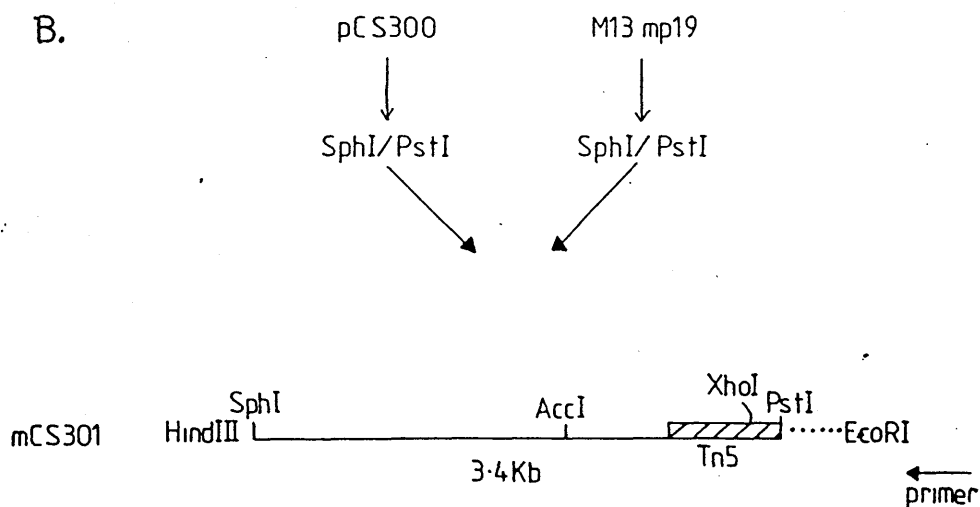 B.
pCS300 M13 mp19
SphI/PstI SphI/PstI
XhoI
SphI AccI PstI
mCS301 HindIII EcoRI
Tn5
3·4Kb
primer